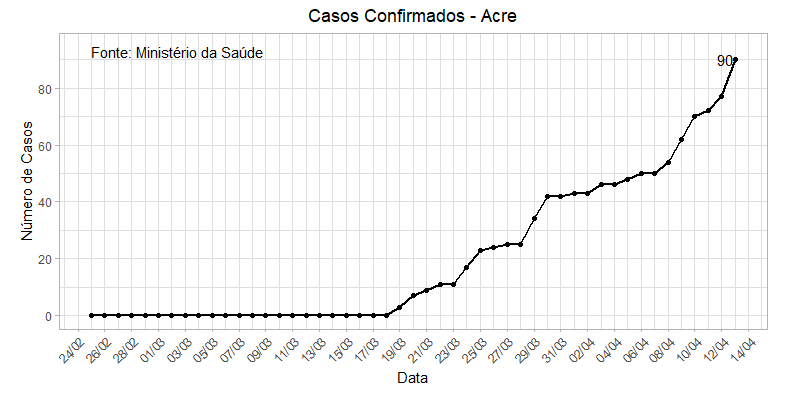 Casos Confirmados - Acre
Fonte: Ministério da Saúde
90
Número de Casos
80
60
40
20
0
24/02 26/02 28/02 01/03 03/03 05/03 07/03 09/03 11/03 13/03 15/03 17/03 19/03 21/03 23/03 25/03 27/03 29/03 31/03 02/04 04/04 06/04 08/04 10/04 12/04 14/04
Data